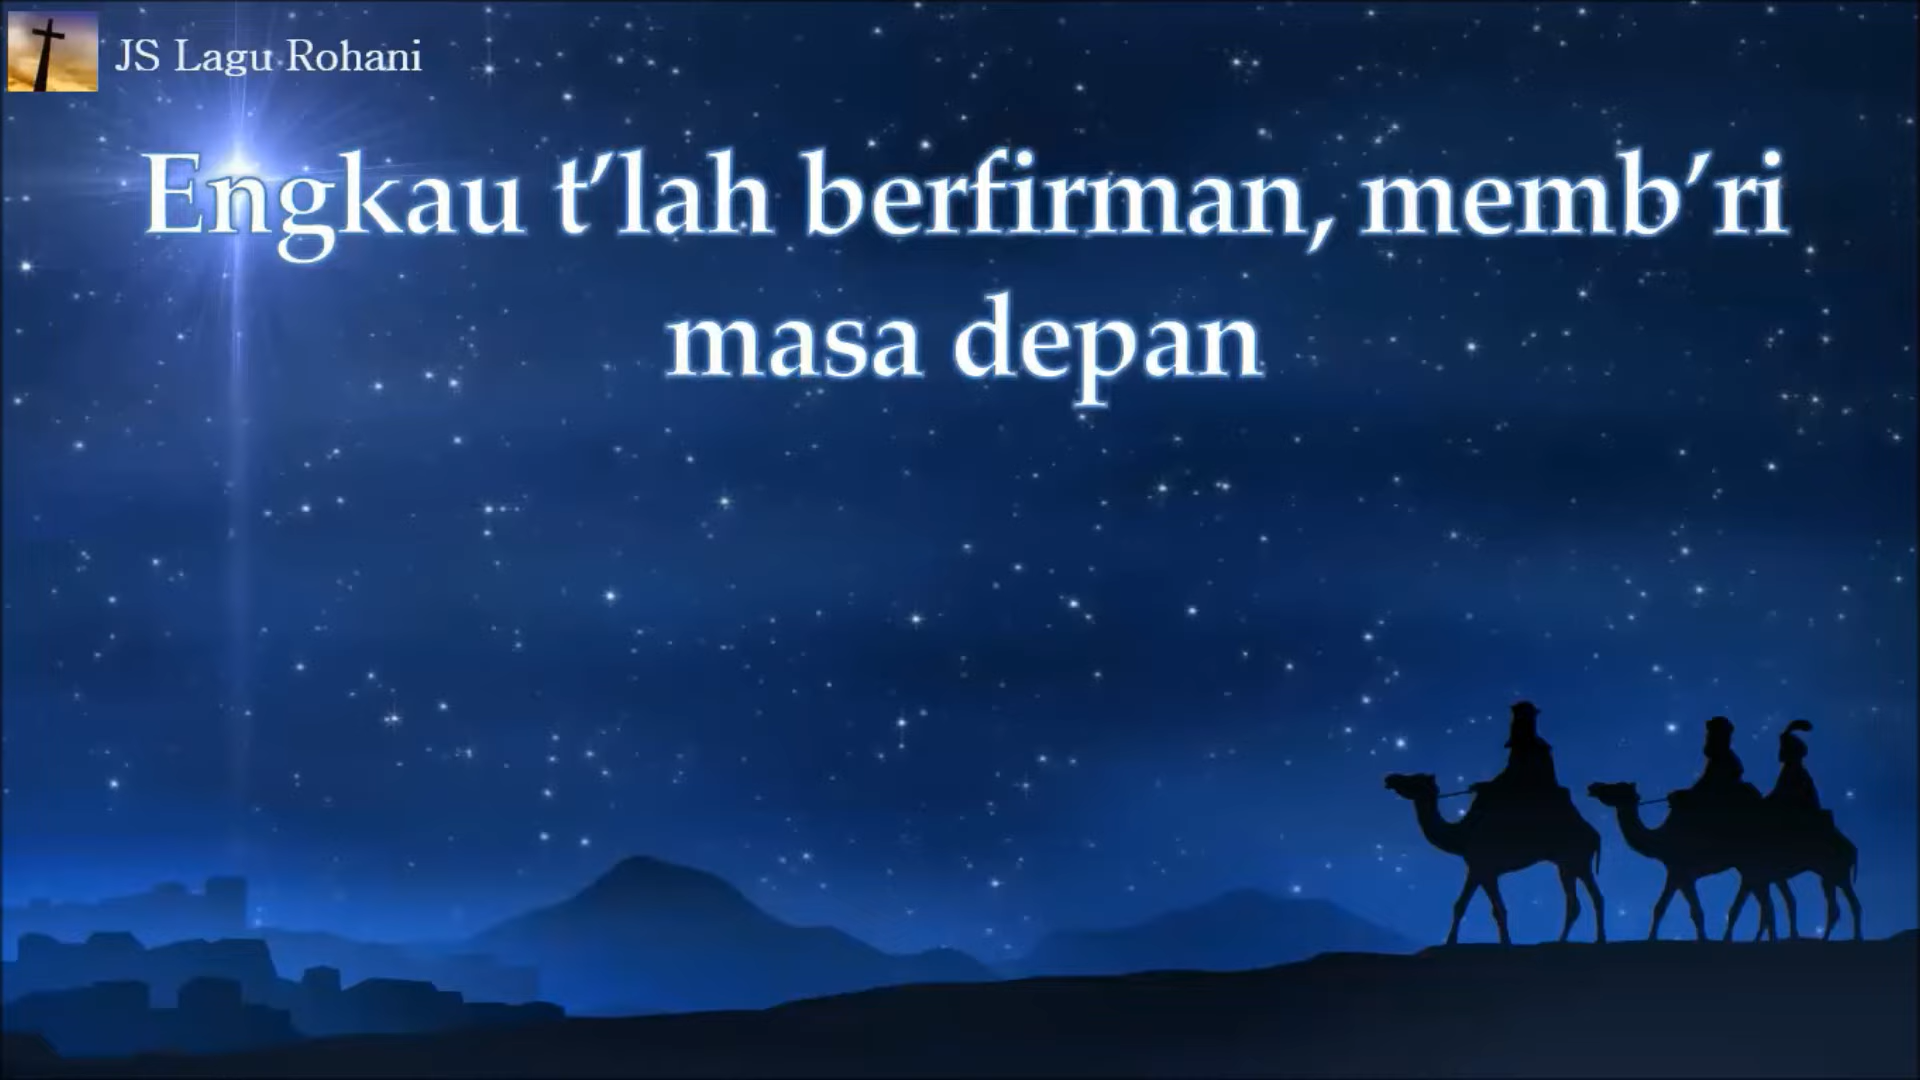 JS Lagu Rohani
Engkau t’lah berfirman, memb’ri
masa depan